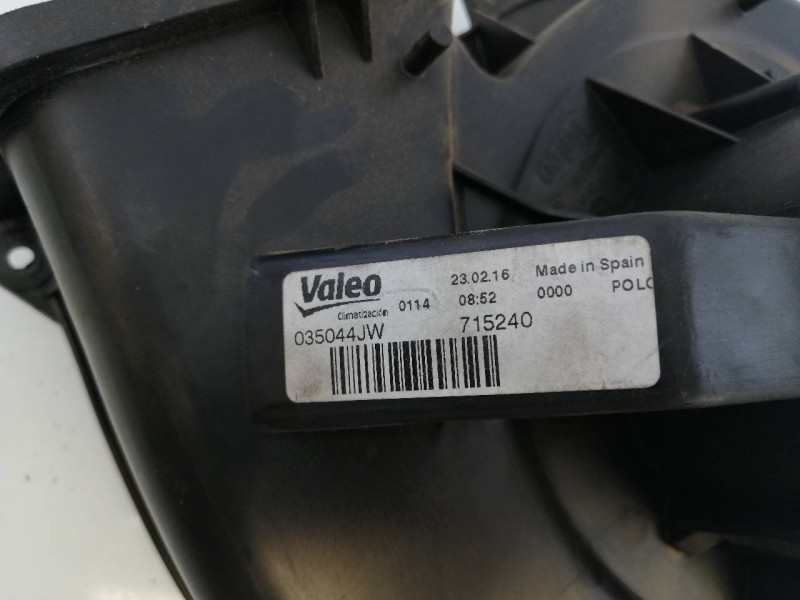 Valeo 23.02.16 Made in Spain
Climatización 0114 08:52 0000 POLO
035044JW 715240